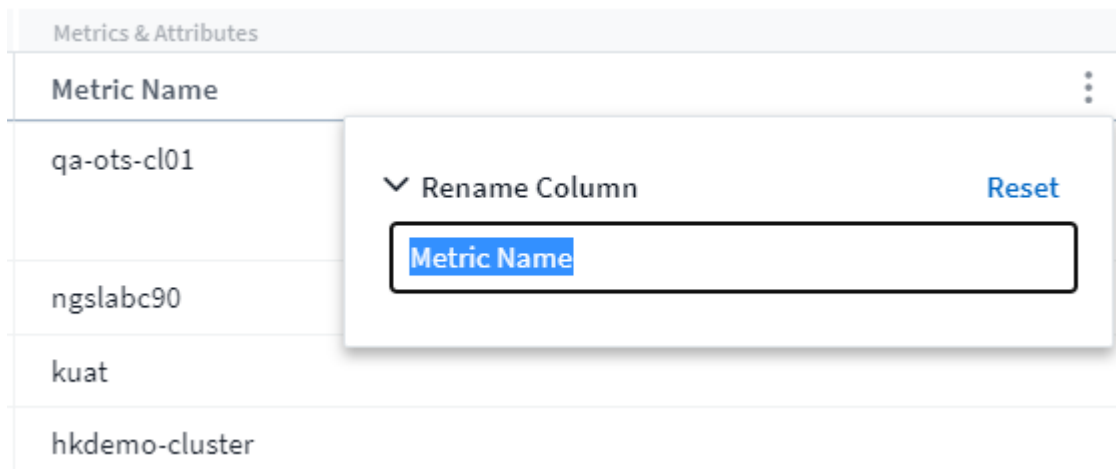 Metrics & Attributes
Metric Name
qa-ots-cl01
Rename Column Reset
Metric Name
ngslabc90
kuat
hkdemo-cluster